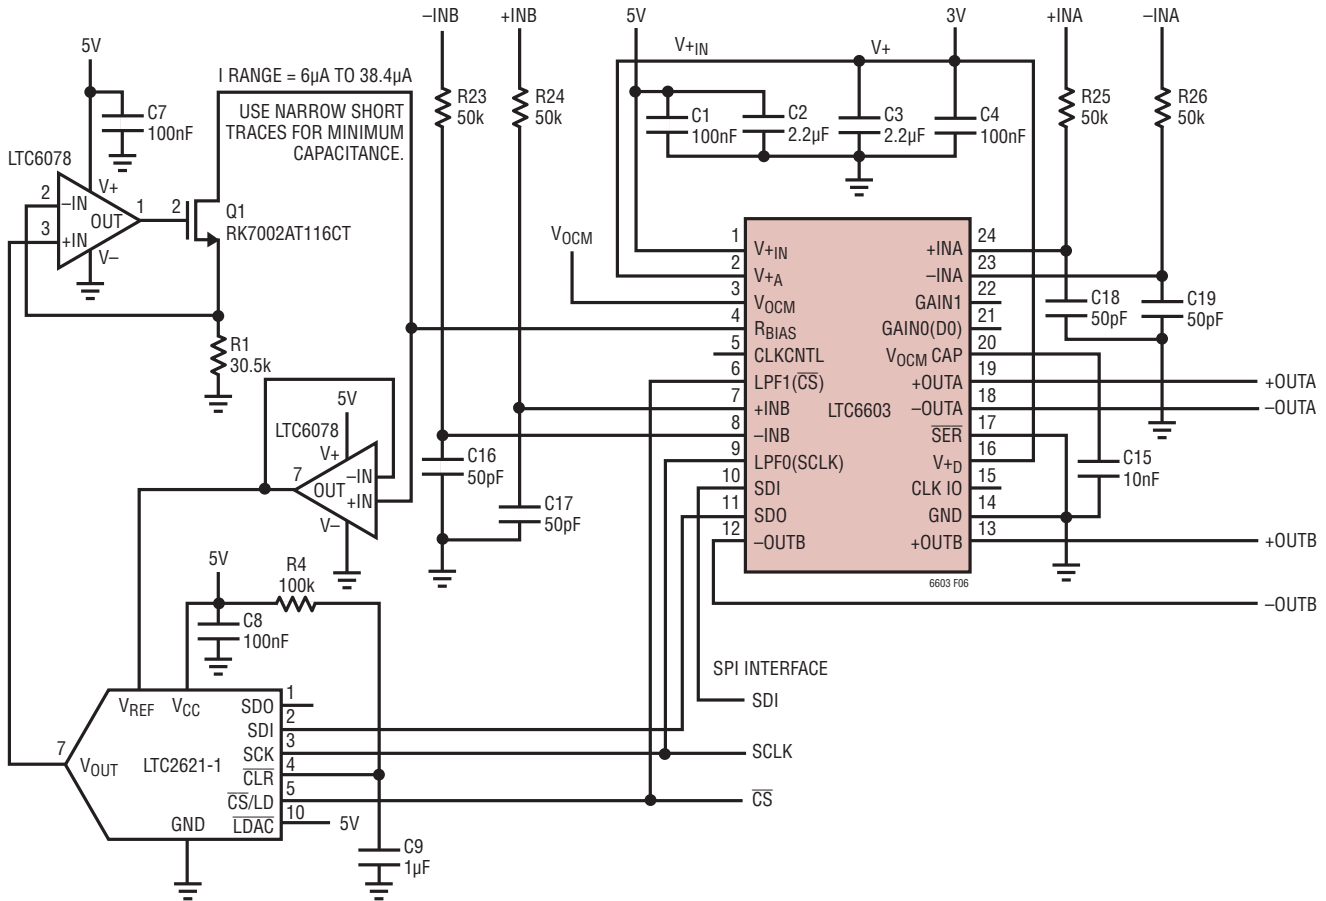 –INB
+INB
5V
3V
+INA
–INA
5V
V+IN
V+
I RANGE = 6µA TO 38.4µA
USE NARROW SHORT
TRACES FOR MINIMUM
CAPACITANCE.
C7
100nF
R23
50k
R24
50k
C1
100nF
C2
2.2µF
C3
2.2µF
C4
100nF
R25
50k
R26
50k
LTC6078
V+
2
–IN
3
+IN
OUT
1
V–
2
Q1
RK7002AT116CT
R1
30.5k
VOCM
1
V+IN
2
V+A
3
VOCM
4
RBIAS
5
CLKCNTL
6
LPF1(C̅S̅)
7
+INB
8
–INB
9
LPF0(SCLK)
10
SDI
11
SDO
12
–OUTB
LTC6603
24
+INA
23
–INA
22
GAIN1
21
GAIN0(D0)
20
VOCM CAP
19
+OUTA
18
–OUTA
17
S̅E̅R̅
16
V+D
15
CLK IO
14
GND
13
+OUTB
6603 F06
C18
50pF
C19
50pF
+OUTA
–OUTA
C15
10nF
+OUTB
–OUTB
5V
LTC6078
V+
7
OUT
–IN
+IN
V–
C16
50pF
C17
50pF
5V
R4
100k
C8
100nF
SPI INTERFACE
SDI
SCLK
C̅S̅
VREF
VCC
SDO
1
SDI
2
SCK
3
C̅L̅R̅
4
C̅S̅/LD
5
L̅D̅A̅C̅
10
5V
7
VOUT
LTC2621-1
GND
C9
1µF